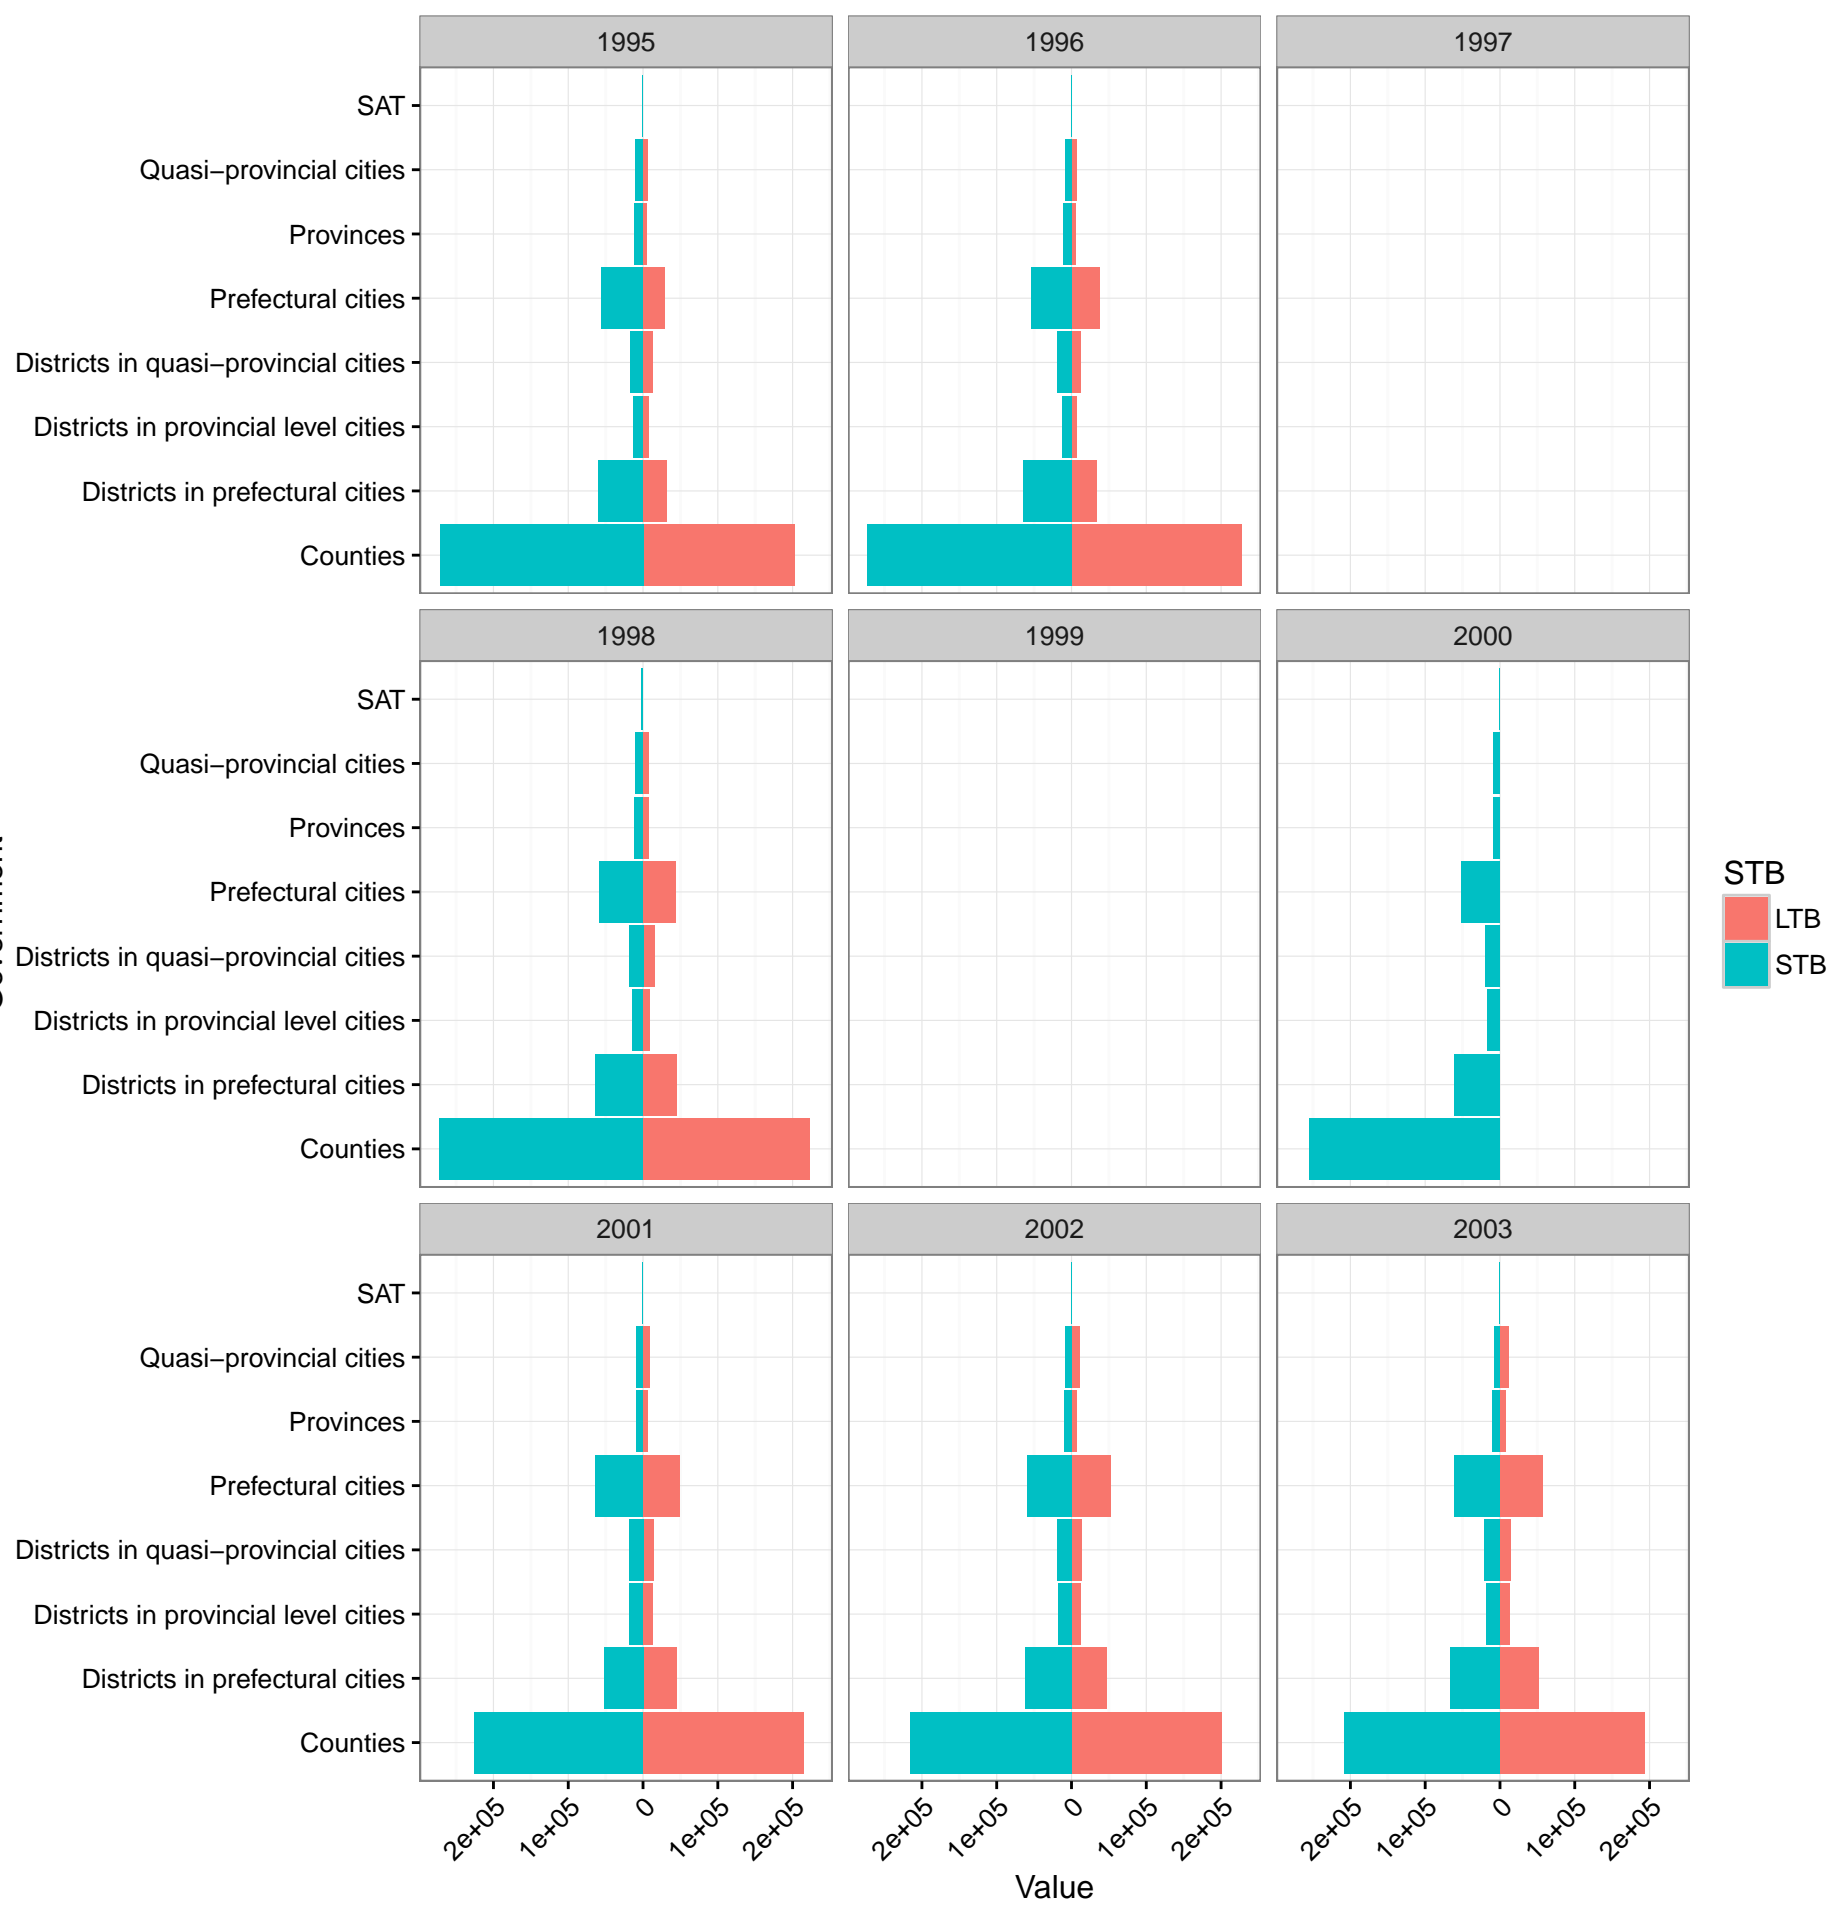 1995
1996
1997
SAT
Quasi−provincial cities
Provinces
Prefectural cities
Districts in quasi−provincial cities
Districts in provincial level cities
Districts in prefectural cities
Counties
1998
1999
2000
SAT
Quasi−provincial cities
Provinces
Prefectural cities
Districts in quasi−provincial cities
Districts in provincial level cities
Districts in prefectural cities
Counties
STB
LTB
STB
2001
2002
2003
SAT
Quasi−provincial cities
Provinces
Prefectural cities
Districts in quasi−provincial cities
Districts in provincial level cities
Districts in prefectural cities
Counties
2e+05 1e+05 0 1e+05 2e+05
2e+05 1e+05 0 1e+05 2e+05
2e+05 1e+05 0 1e+05 2e+05
Value